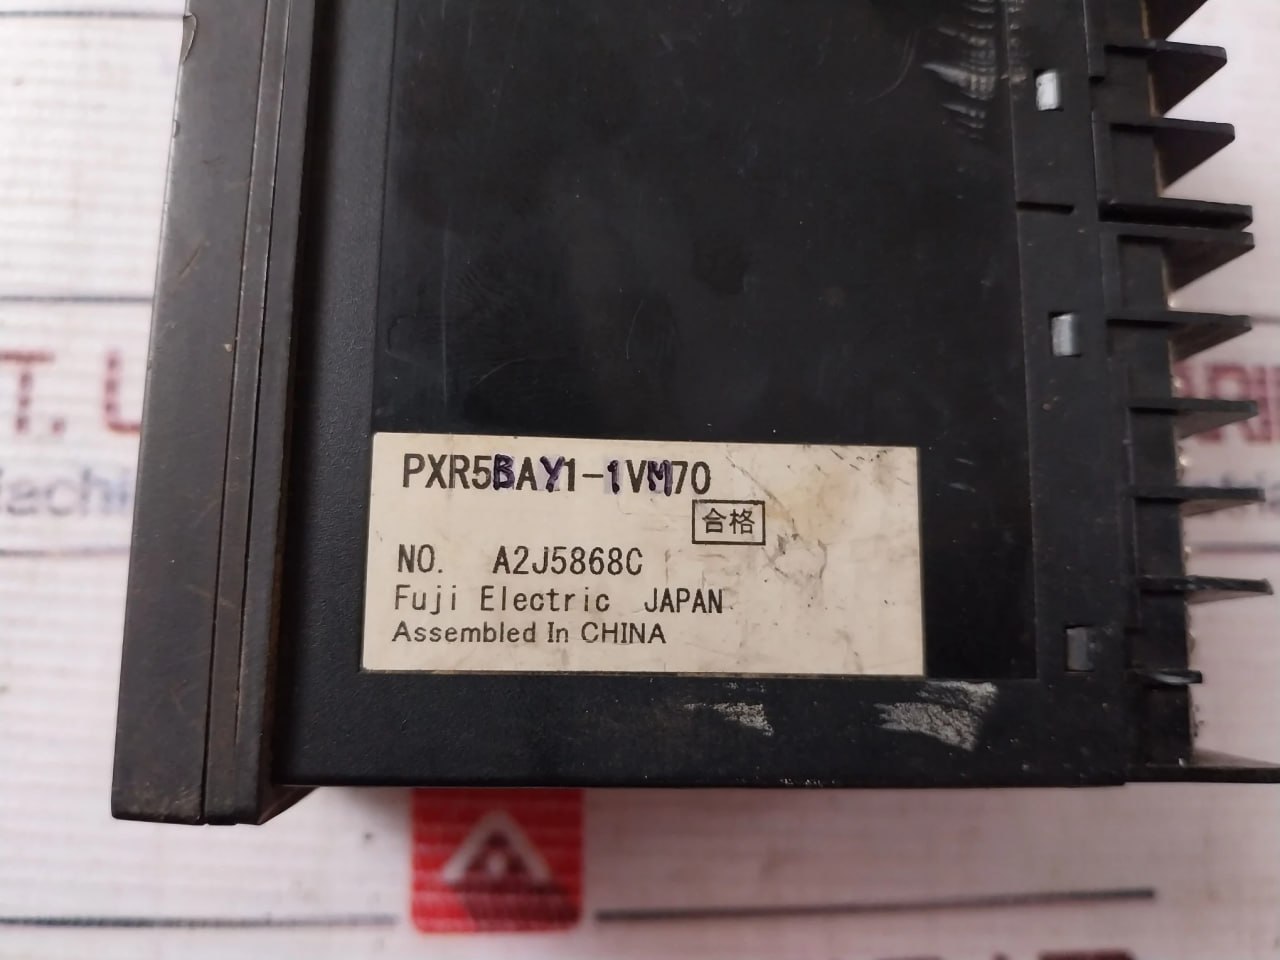 PXR5BAY1-1VM70
合格
NO. A2J5868C
Fuji Electric JAPAN
Assembled In CHINA